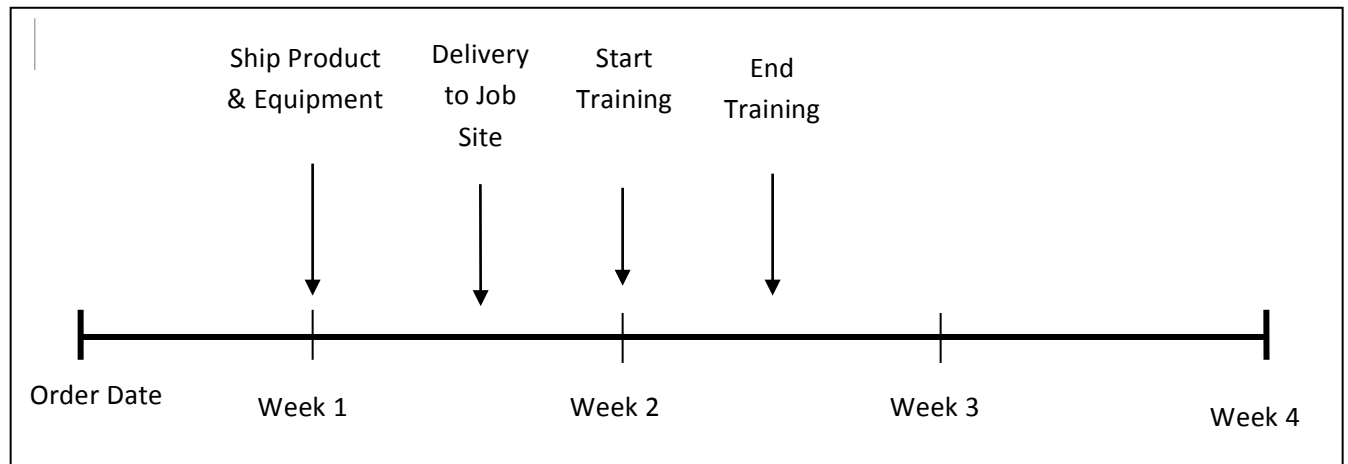 Ship Product
& Equipment
Delivery
to Job
Site
Start
Training
End
Training
Order Date
Week 1
Week 2
Week 3
Week 4